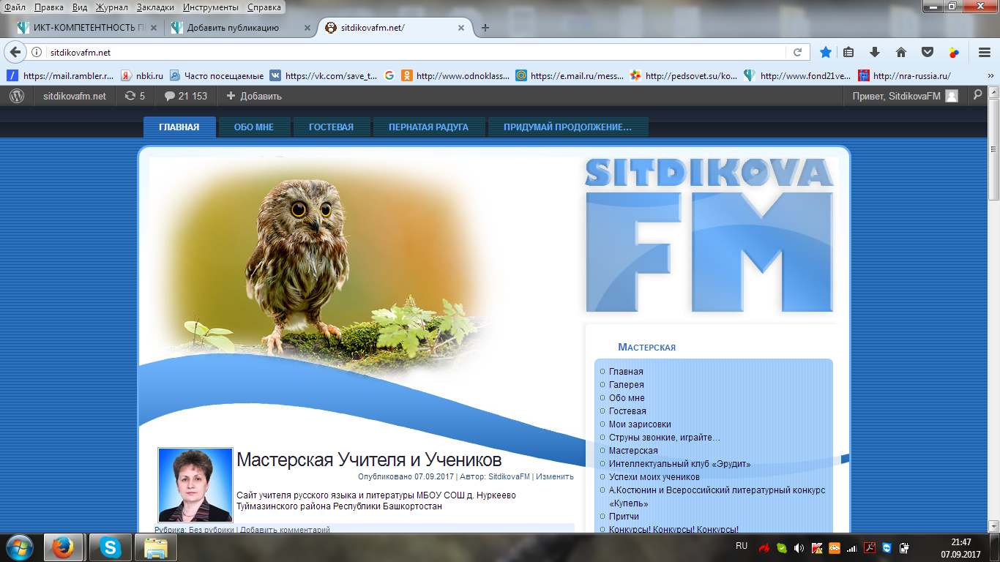 Файл Правка Вид Журнал Закладки Инструменты Справка
ИКТ-КОМПЕТЕНТНОСТЬ П
Добавить публикацию
sitdikovafm.net/
sitdikovafm.net
https://mail.rambler.r... nbki.ru Часто посещаемые https://vk.com/save_t... http://www.odnoklass... https://e.mail.ru/mess... http://pedsovet.su/ko... http://www.fond21ve... http://nra-russia.ru/
sitdikovafm.net 5 21 153 + Добавить Привет, SitdikovaFM
ГЛАВНАЯ ОБО МНЕ ГОСТЕВАЯ ПЕРНАТАЯ РАДУГА ПРИДУМАЙ ПРОДОЛЖЕНИЕ…
SITDIKOVA
FM
Мастерская
Главная
Галерея
Обо мне
Гостевая
Мои зарисовки
Струны звонкие, играйте…
Мастерская
Интеллектуальный клуб «Эрудит»
Успехи моих учеников
А.Костюнин и Всероссийский литературный конкурс
«Купель»
Притчи
Конкурсы! Конкурсы! Конкурсы!
Мастерская Учителя и Учеников
Опубликовано 07.09.2017 | Автор: SitdikovaFM | Изменить
Сайт учителя русского языка и литературы МБОУ СОШ д. Нуркеево
Туймазинского района Республики Башкортостан
Рубрика: Без рубрики | Добавить комментарий
RU
21:47
07.09.2017